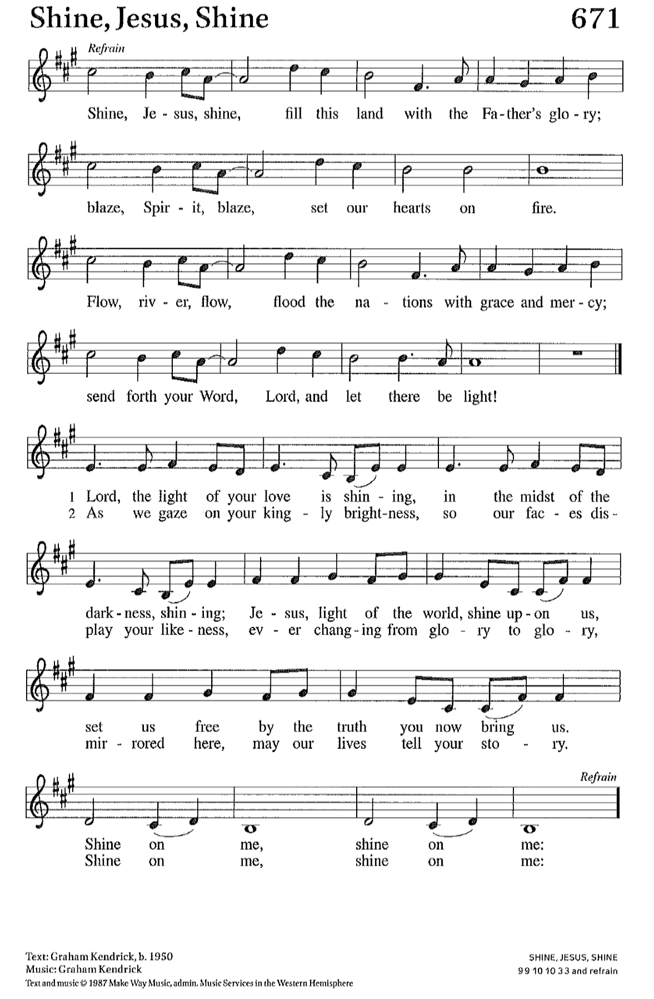 Shine, Jesus, Shine 671
Refrain
Shine, Je - sus, shine, fill this land with the Fa - ther's glo - ry;
blaze, Spir - it, blaze, set our hearts on fire.
Flow, riv - er, flow, flood the na - tions with grace and mer - cy;
send forth your Word, Lord, and let there be light!
1 Lord, the light of your love is shin - ing, in the midst of the
2 As we gaze on your king - ly bright - ness, so our fac - es dis -
dark - ness, shin - ing; Je - sus, light of the world, shine up - on us,
play your like - ness, ev - er chang - ing from glo - ry to glo - ry,
set us free by the truth you now bring us.
mir - rored here, may our lives tell your sto - ry.
Refrain
Shine on me, shine on me:
Shine on me, shine on me:
Text: Graham Kendrick, b. 1950
Music: Graham Kendrick
Text and music © 1987 Make Way Music, admin. Music Services in the Western Hemisphere
SHINE, JESUS, SHINE
9 9 10 10 3 3 and refrain